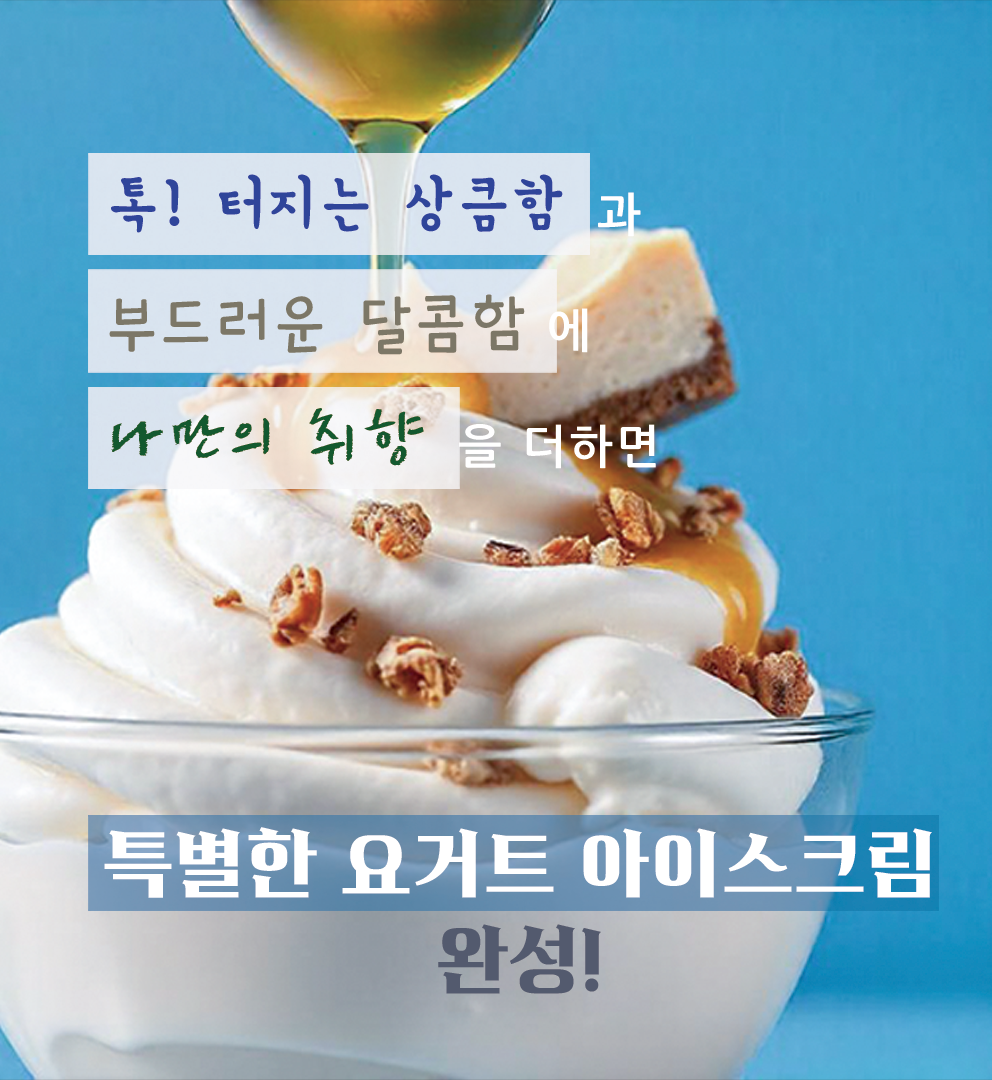 톡! 터지는 상큼함 과
부드러운 달콤함 에
나만의 취향 을 더하면
특별한 요거트 아이스크림
완성!